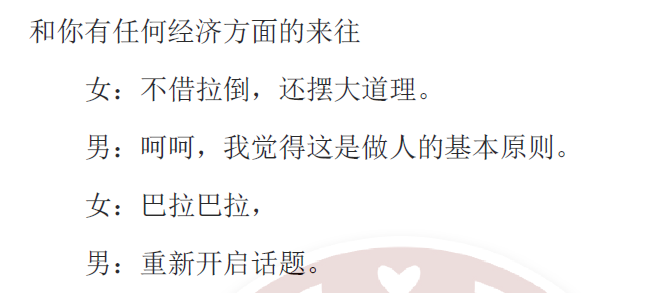 和你有任何经济方面的来往
女：不借拉倒，还摆大道理。
男：呵呵，我觉得这是做人的基本原则。
女：巴拉巴拉，
男：重新开启话题。